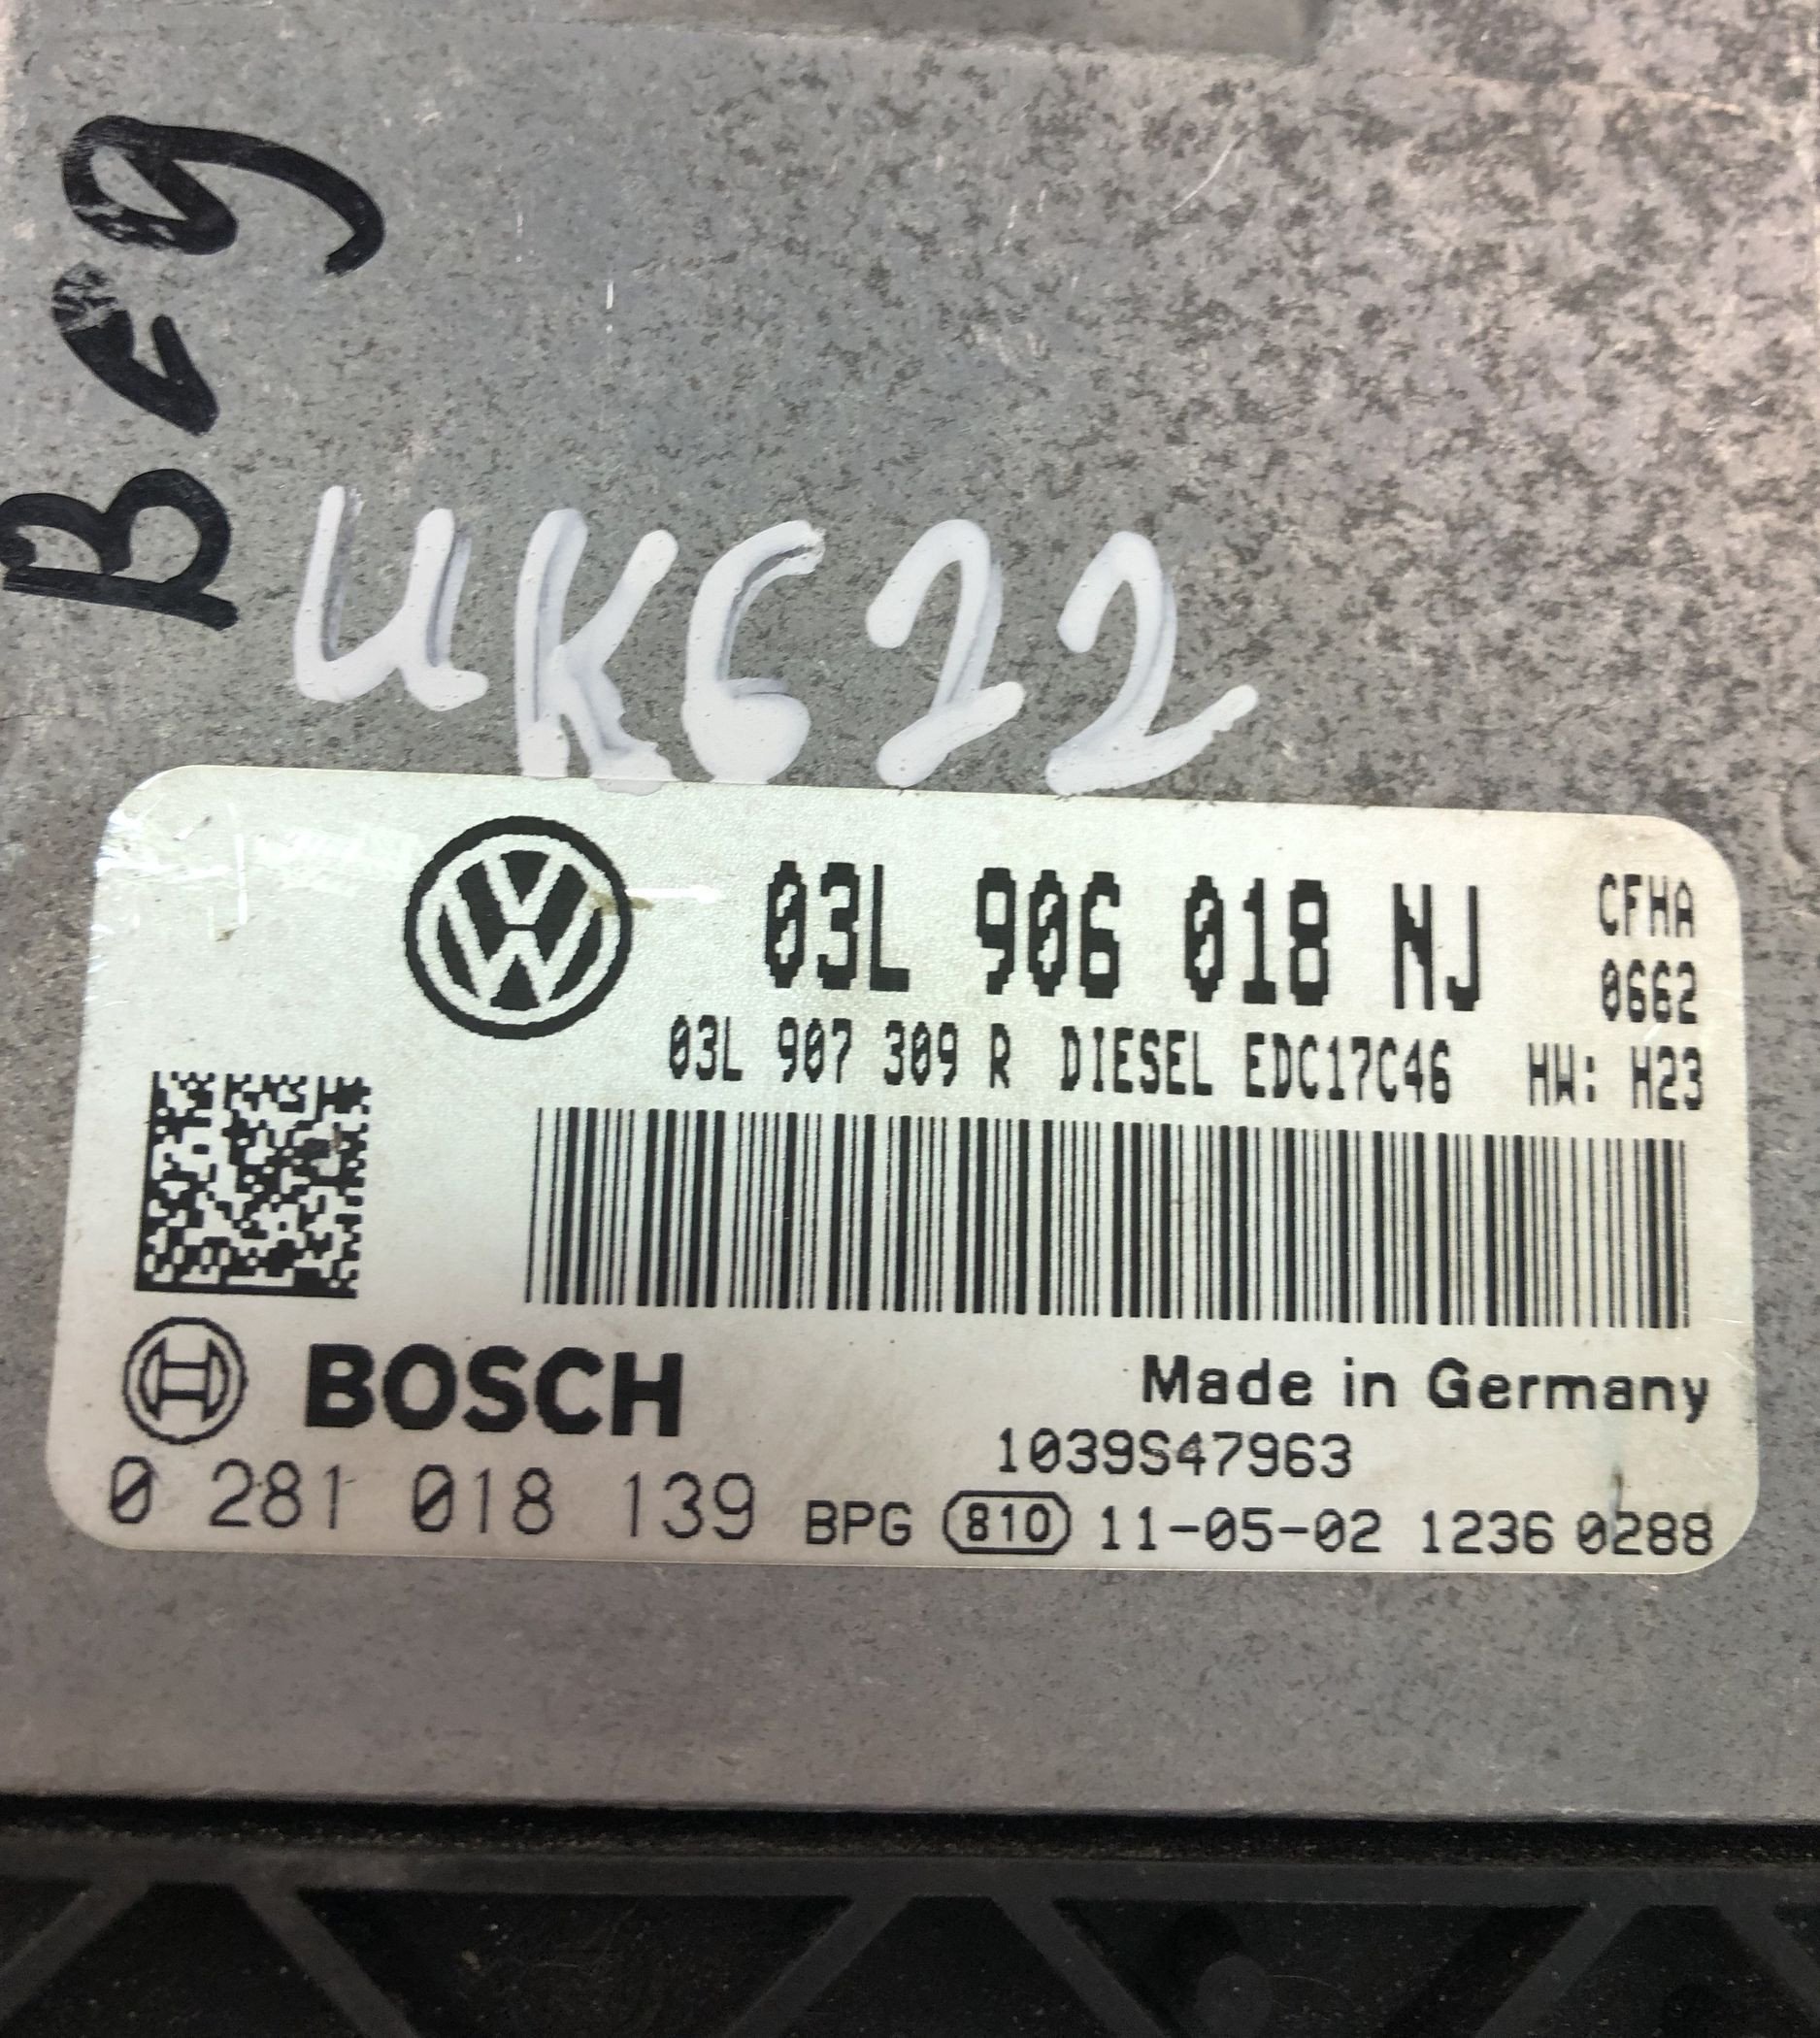 Beg
UK622
03L 906 018 NJ
CFHA
0662
03L 907 309 R DIESEL EDC17C46 HW: H23
BOSCH
Made in Germany
1039S47963
0 281 018 139 BPG 810 11-05-02 1236 0288